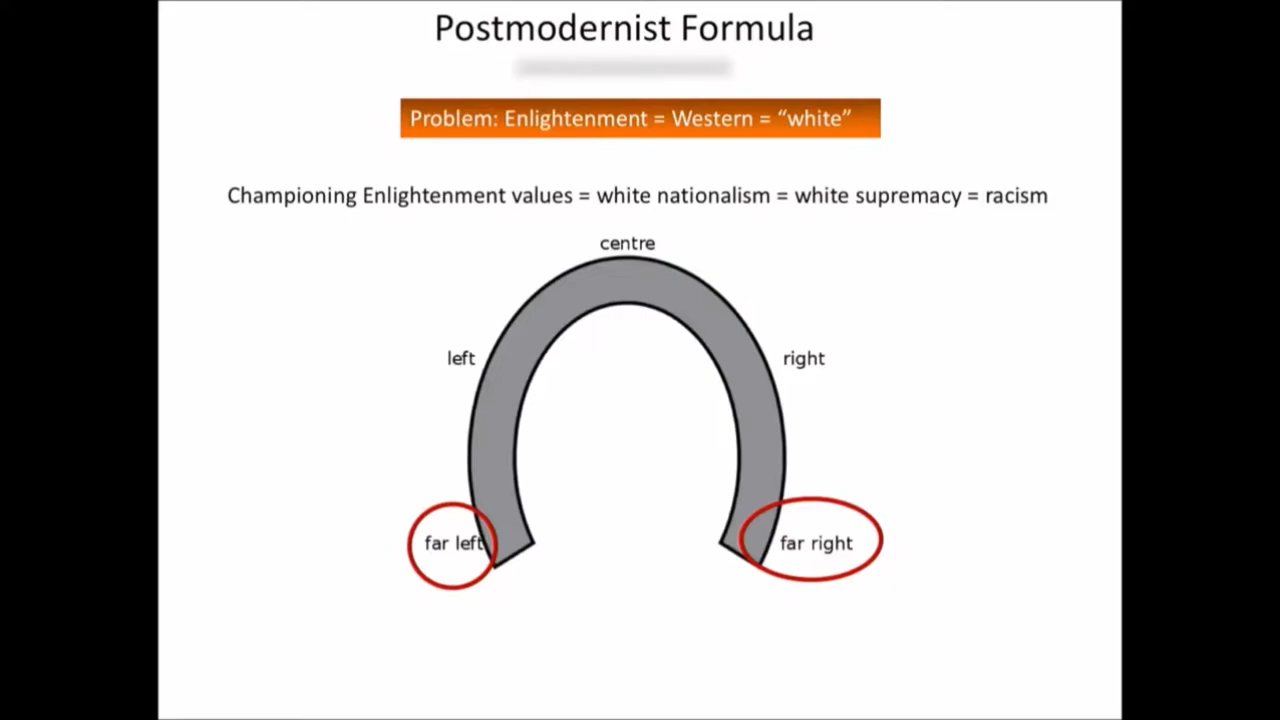 Postmodernist Formula
Problem: Enlightenment = Western = “white”
Championing Enlightenment values = white nationalism = white supremacy = racism
centre
left
right
far left
far right